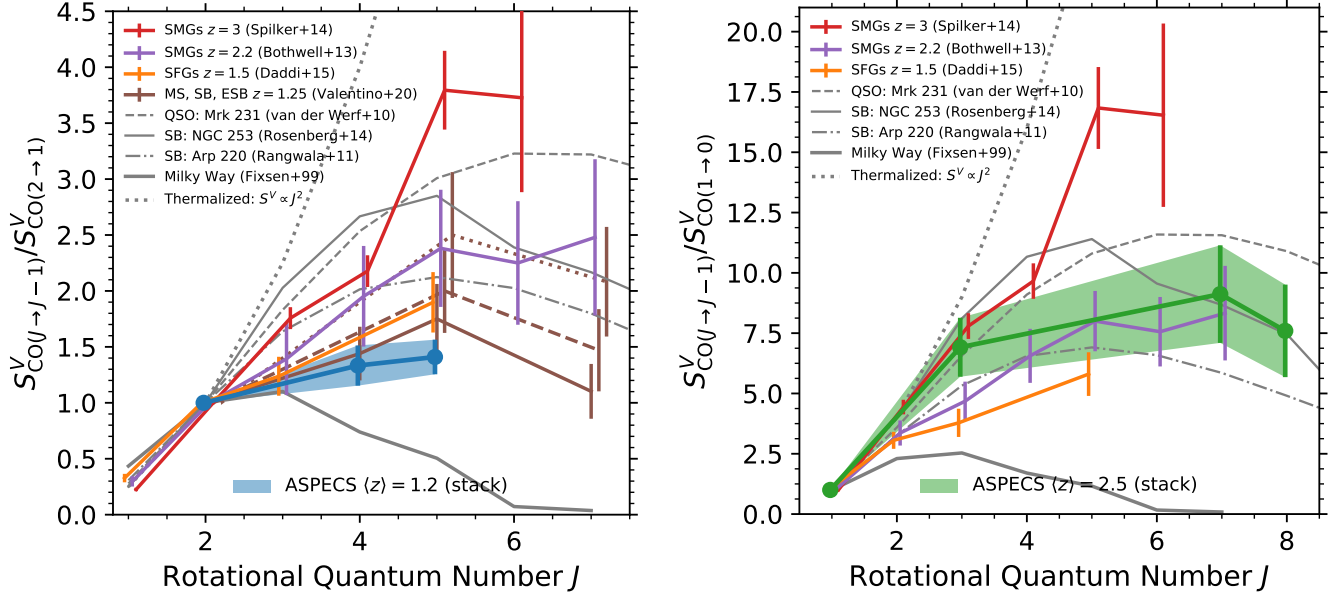 4.5
4.0
3.5
3.0
2.5
2.0
1.5
1.0
0.5
0.0
S^V_CO(J→J−1)/S^V_CO(2→1)
SMGs z = 3 (Spilker+14)
SMGs z = 2.2 (Bothwell+13)
SFGs z = 1.5 (Daddi+15)
MS, SB, ESB z = 1.25 (Valentino+20)
QSO: Mrk 231 (van der Werf+10)
SB: NGC 253 (Rosenberg+14)
SB: Arp 220 (Rangwala+11)
Milky Way (Fixsen+99)
Thermalized: S^V ∝ J^2
ASPECS ⟨z⟩ = 1.2 (stack)
2 4 6
Rotational Quantum Number J
20.0
17.5
15.0
12.5
10.0
7.5
5.0
2.5
0.0
S^V_CO(J→J−1)/S^V_CO(1→0)
SMGs z = 3 (Spilker+14)
SMGs z = 2.2 (Bothwell+13)
SFGs z = 1.5 (Daddi+15)
QSO: Mrk 231 (van der Werf+10)
SB: NGC 253 (Rosenberg+14)
SB: Arp 220 (Rangwala+11)
Milky Way (Fixsen+99)
Thermalized: S^V ∝ J^2
ASPECS ⟨z⟩ = 2.5 (stack)
2 4 6 8
Rotational Quantum Number J